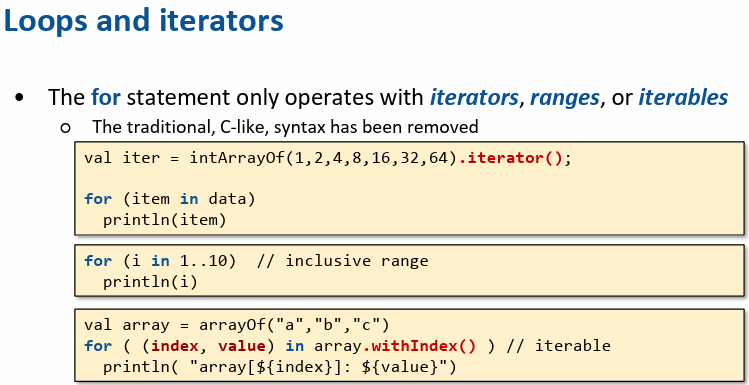 Loops and iterators
• The for statement only operates with iterators, ranges, or iterables
o The traditional, C-like, syntax has been removed
val iter = intArrayOf(1,2,4,8,16,32,64).iterator();
for (item in data)
  println(item)
for (i in 1..10)  // inclusive range
  println(i)
val array = arrayOf("a","b","c")
for ( (index, value) in array.withIndex() ) // iterable
  println( "array[${index}]: ${value}")